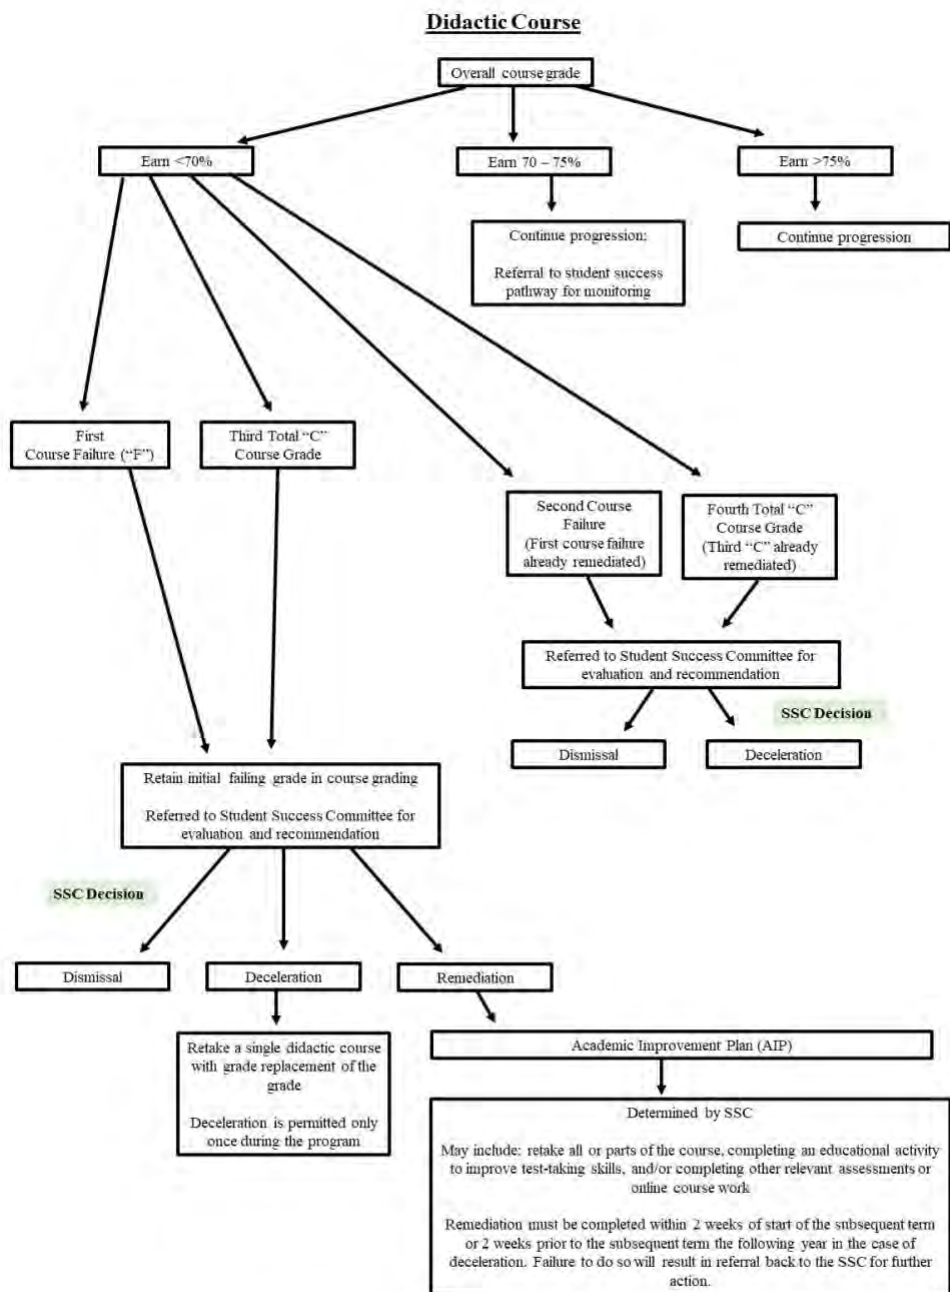 Didactic Course
Overall course grade
Earn <70%
Earn 70 – 75%
Earn >75%
Continue progression;
Referral to student success
pathway for monitoring
Continue progression
First
Course Failure (“F”)
Third Total “C”
Course Grade
Second Course
Failure
(First course failure
already remediated)
Fourth Total “C”
Course Grade
(Third “C” already
remediated)
Referred to Student Success Committee for
evaluation and recommendation
SSC Decision
Dismissal
Deceleration
Retain initial failing grade in course grading
Referred to Student Success Committee for
evaluation and recommendation
SSC Decision
Dismissal
Deceleration
Remediation
Retake a single didactic course
with grade replacement of the
grade
Deceleration is permitted only
once during the program
Academic Improvement Plan (AIP)
Determined by SSC
May include: retake all or parts of the course, completing an educational activity
to improve test-taking skills, and/or completing other relevant assessments or
online course work
Remediation must be completed within 2 weeks of start of the subsequent term
or 2 weeks prior to the subsequent term the following year in the case of
deceleration. Failure to do so will result in referral back to the SSC for further
action.